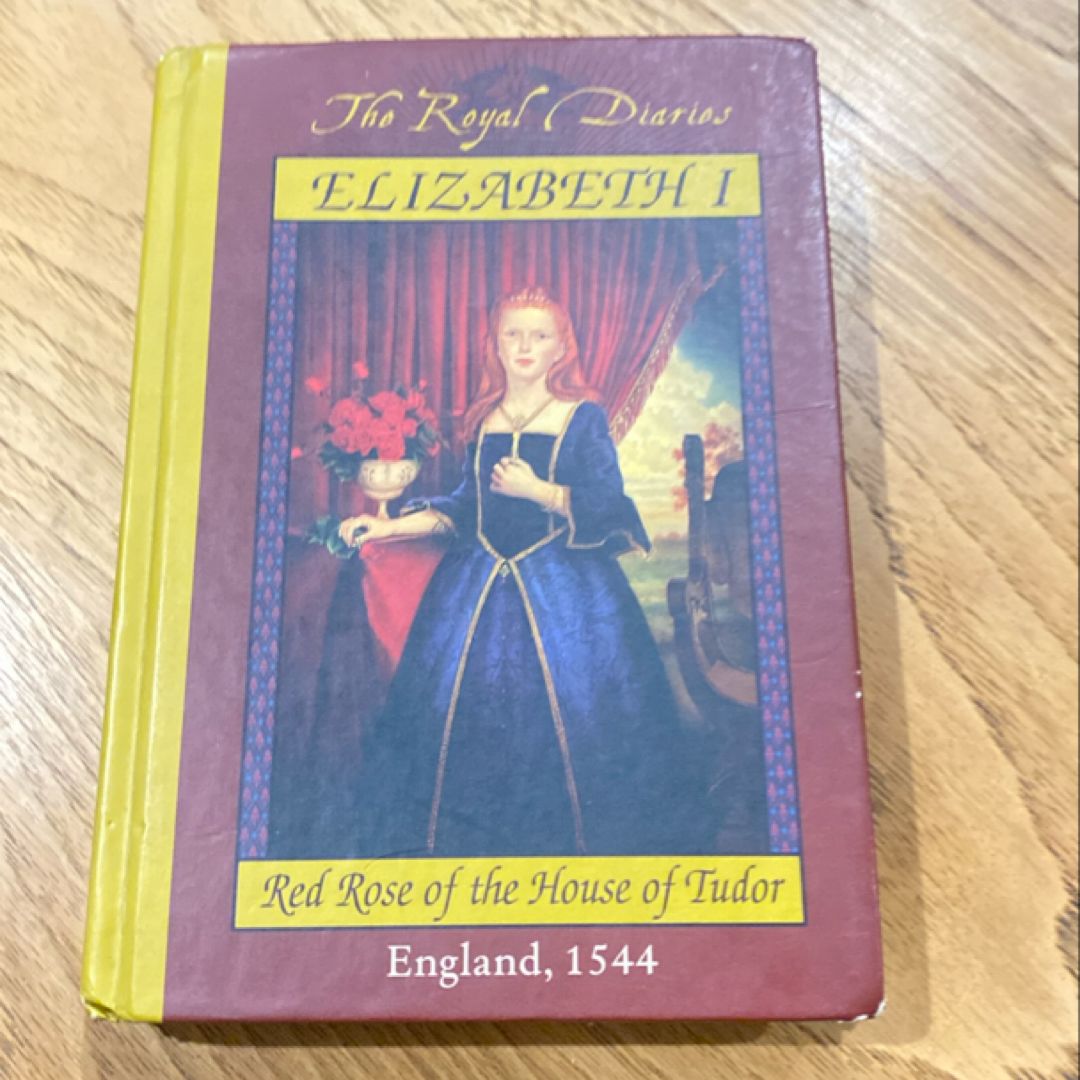 The Royal Diaries
ELIZABETH I
Red Rose of the House of Tudor
England, 1544